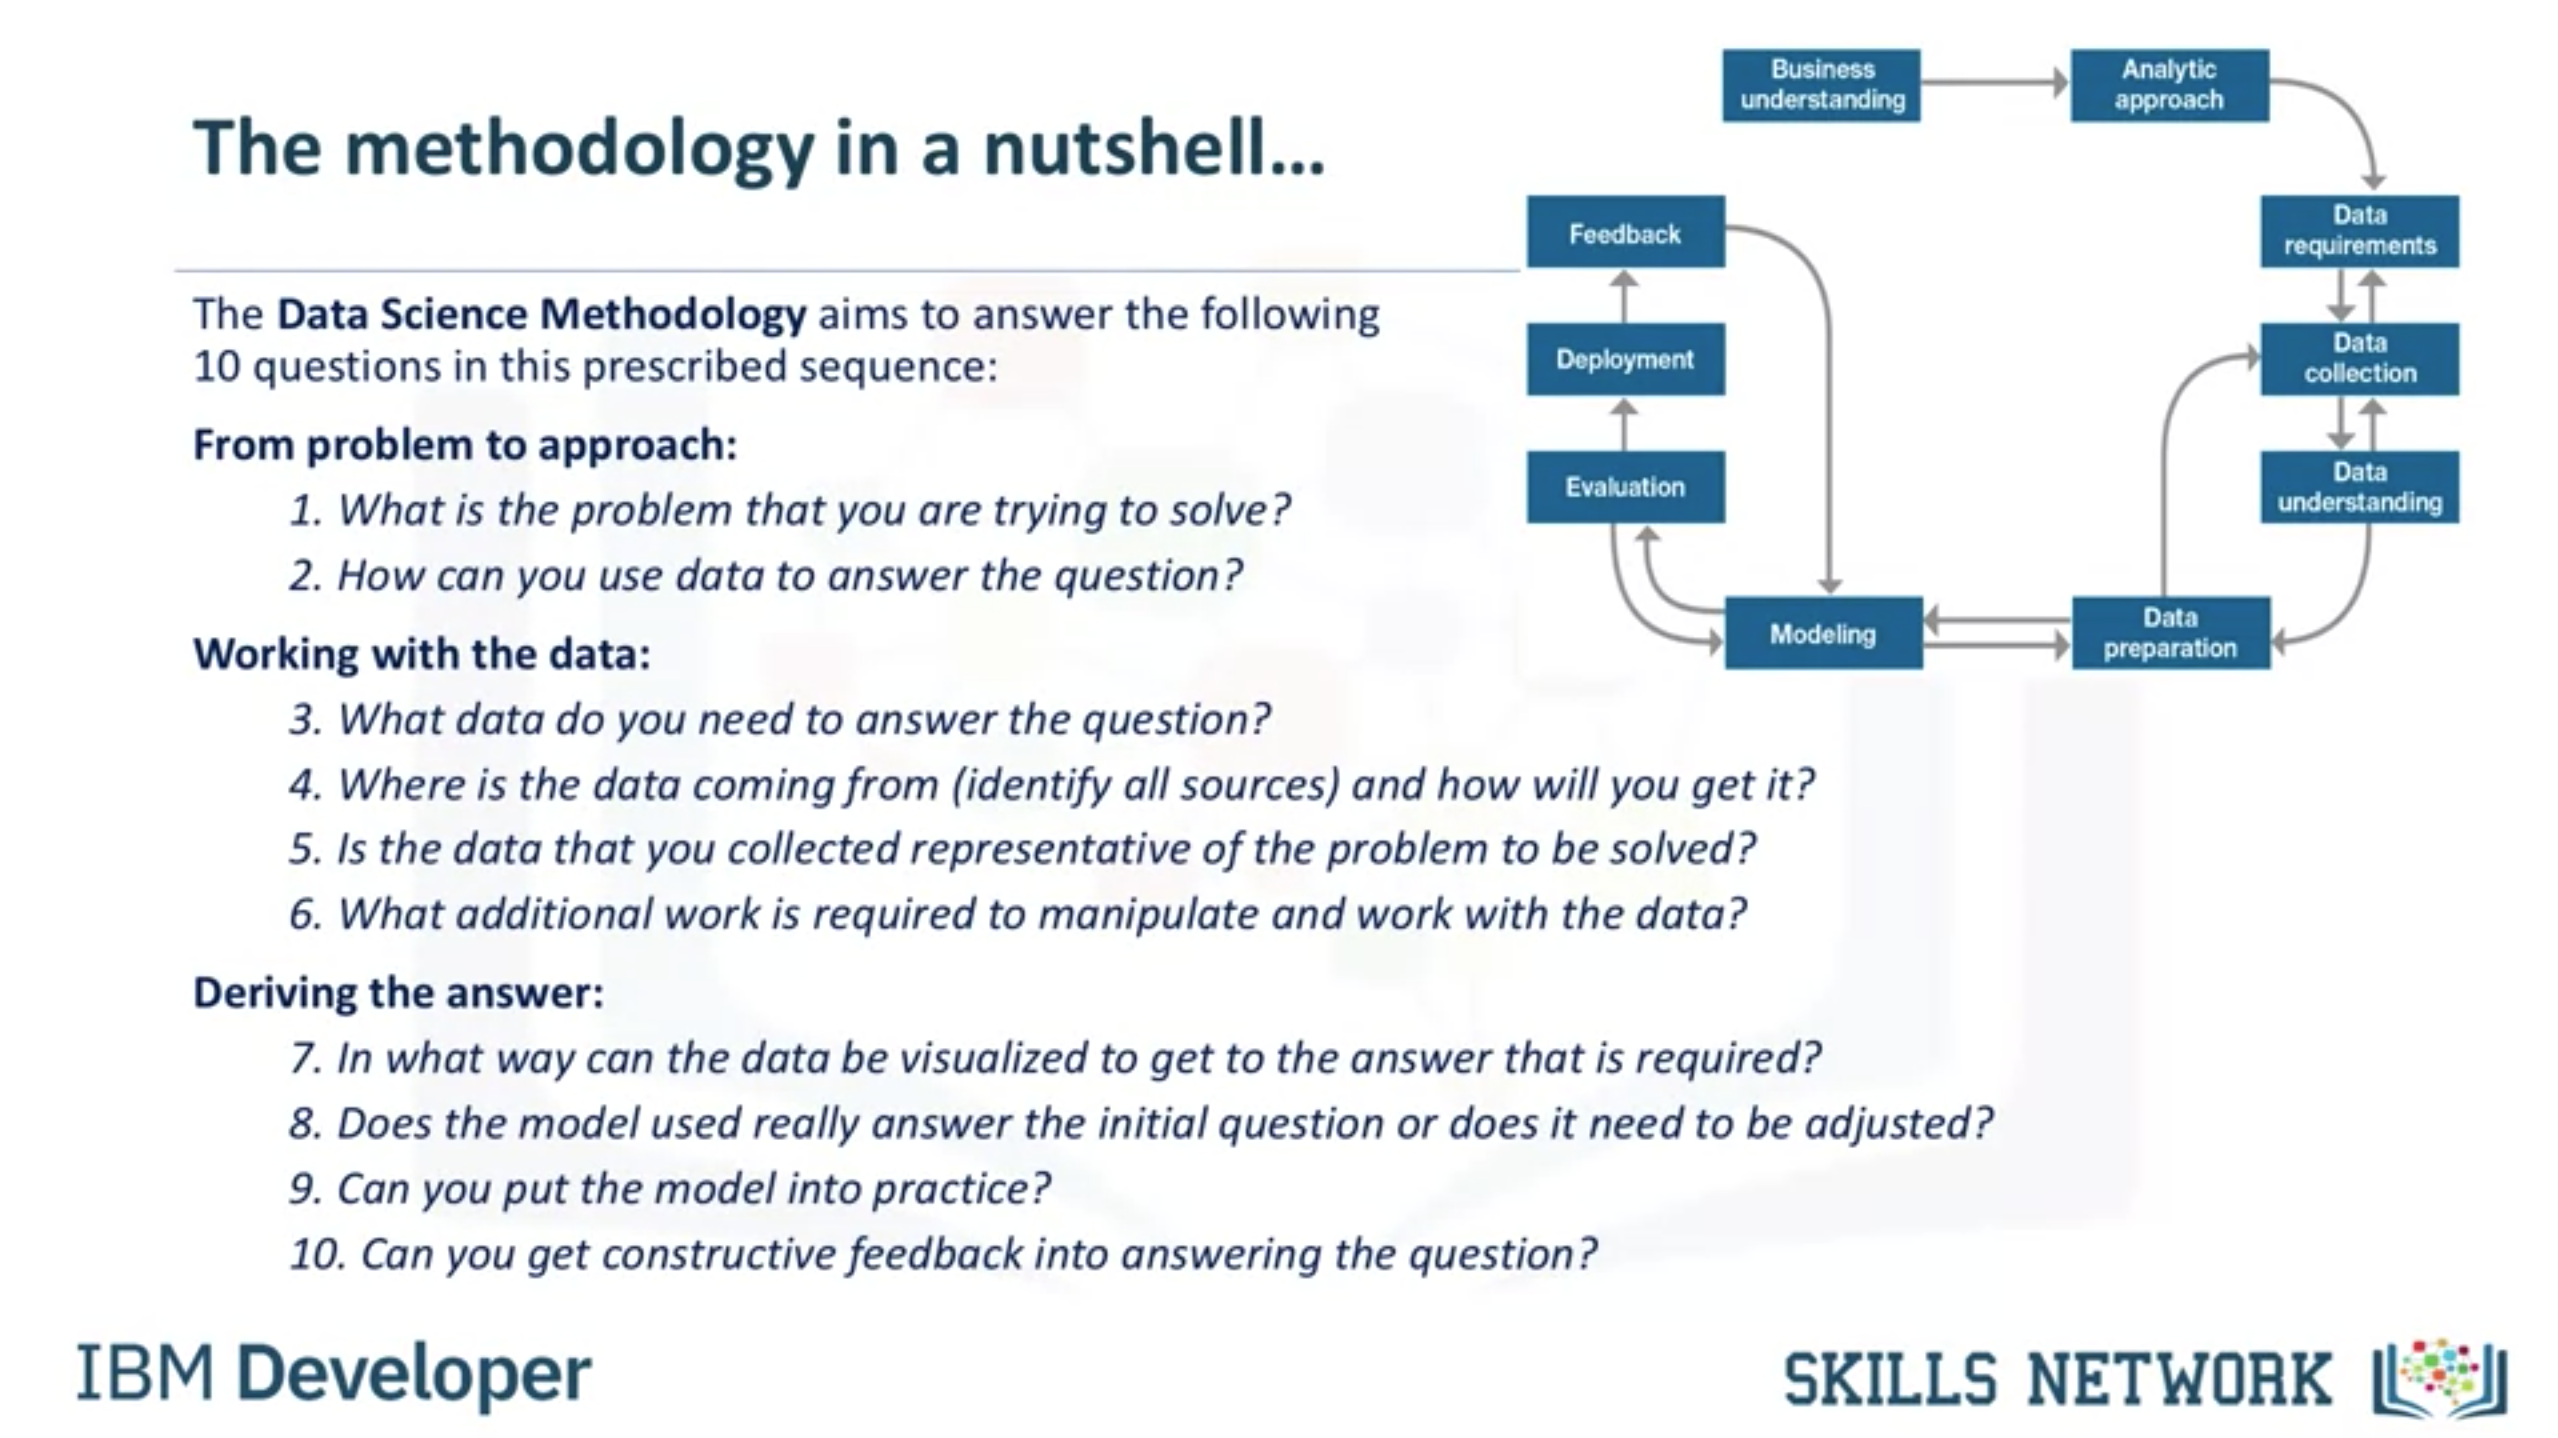 The methodology in a nutshell...
The Data Science Methodology aims to answer the following
10 questions in this prescribed sequence:
From problem to approach:
1. What is the problem that you are trying to solve?
2. How can you use data to answer the question?
Working with the data:
3. What data do you need to answer the question?
4. Where is the data coming from (identify all sources) and how will you get it?
5. Is the data that you collected representative of the problem to be solved?
6. What additional work is required to manipulate and work with the data?
Deriving the answer:
7. In what way can the data be visualized to get to the answer that is required?
8. Does the model used really answer the initial question or does it need to be adjusted?
9. Can you put the model into practice?
10. Can you get constructive feedback into answering the question?
Business
understanding
Analytic
approach
Data
requirements
Data
collection
Data
understanding
Data
preparation
Modeling
Evaluation
Deployment
Feedback
IBM Developer
SKILLS NETWORK